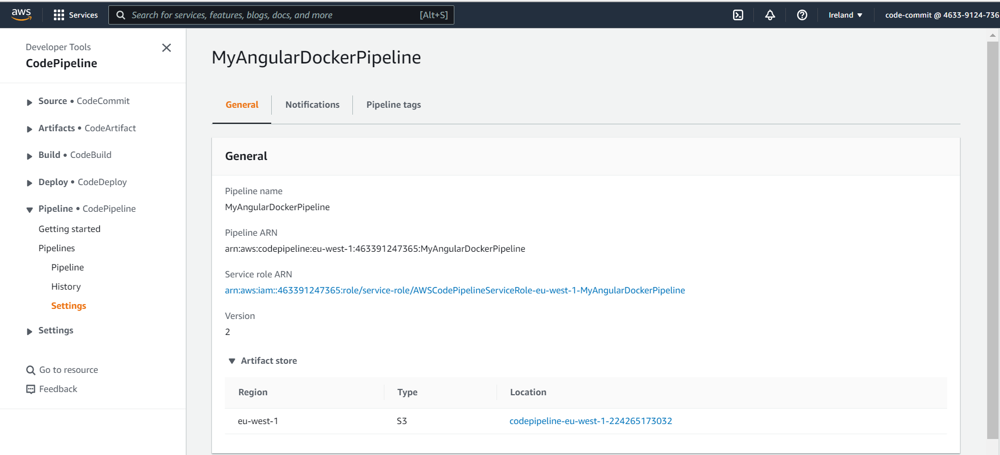 aws
Services
Search for services, features, blogs, docs, and more [Alt+S]
Ireland
code-commit @ 4633-9124-736
Developer Tools
CodePipeline
Source • CodeCommit
Artifacts • CodeArtifact
Build • CodeBuild
Deploy • CodeDeploy
Pipeline • CodePipeline
Getting started
Pipelines
Pipeline
History
Settings
Settings
Go to resource
Feedback
MyAngularDockerPipeline
General Notifications Pipeline tags
General
Pipeline name
MyAngularDockerPipeline
Pipeline ARN
arn:aws:codepipeline:eu-west-1:463391247365:MyAngularDockerPipeline
Service role ARN
arn:aws:iam::463391247365:role/service-role/AWSCodePipelineServiceRole-eu-west-1-MyAngularDockerPipeline
Version
2
Artifact store
Region Type Location
eu-west-1 S3 codepipeline-eu-west-1-224265173032